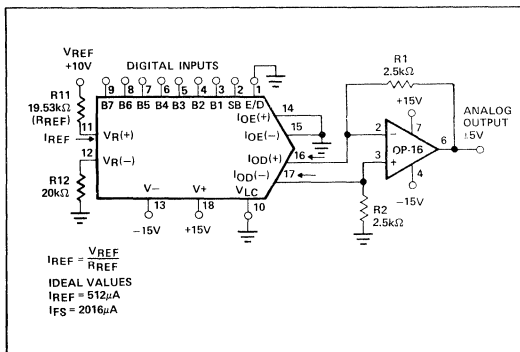 VREF
+10V
DIGITAL INPUTS
9 8 7 6 5 4 3 2 1
B7 B6 B5 B4 B3 B2 B1 SB E/D
R11
19.53kΩ
(RREF)
IREF
11
VR(+)
12
VR(−)
R12
20kΩ
IOE(+)
14
IOE(−)
15
IOD(+)
16
IOD(−)
17
V−
13
−15V
V+
18
+15V
VLC
10
R1
2.5kΩ
+15V
7
2
−
OP-16
6
3
+
4
−15V
R2
2.5kΩ
ANALOG
OUTPUT
±5V
IREF = VREF
RREF
IDEAL VALUES
IREF = 512μA
IFS = 2016μA